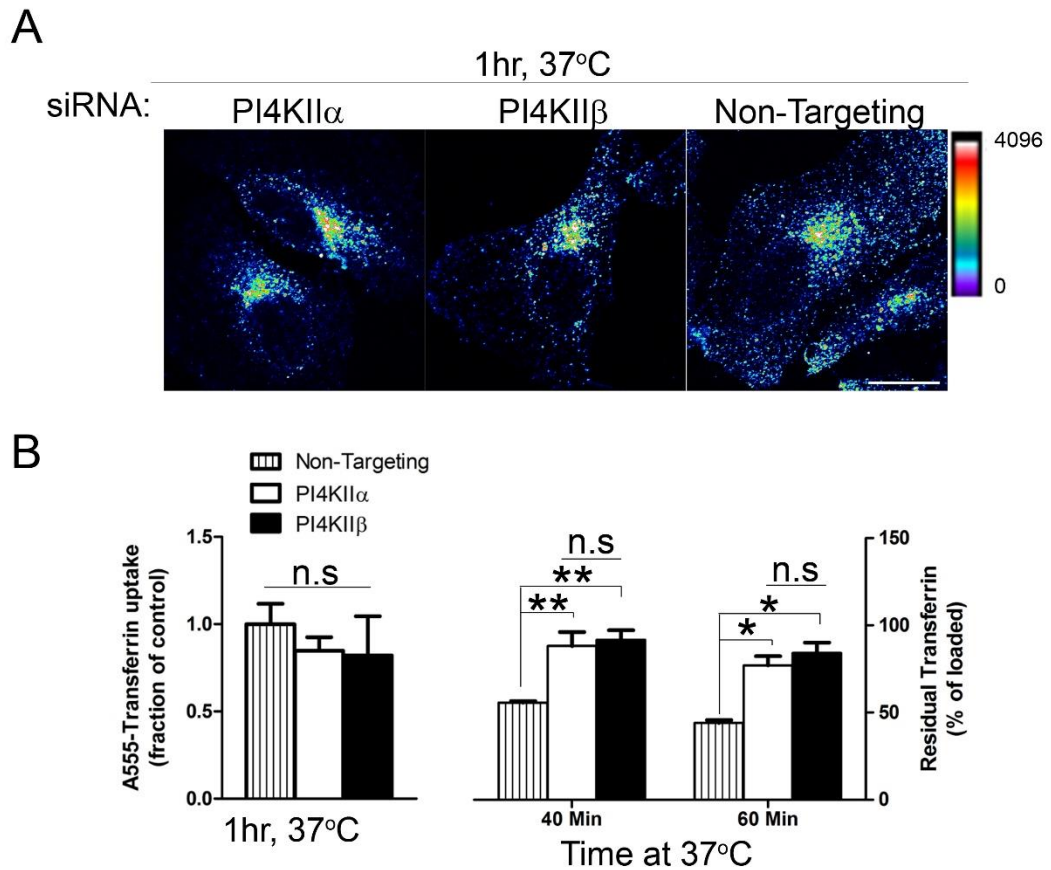 A
1hr, 37°C
siRNA:
PI4KIIα
PI4KIIβ
Non-Targeting
4096
0
B
Non-Targeting
PI4KIIα
PI4KIIβ
A555-Transferrin uptake
(fraction of control)
1.5
1.0
0.5
0.0
n.s
1hr, 37°C
n.s
**
**
n.s
*
*
40 Min
60 Min
Time at 37°C
150
100
50
0
Residual Transferrin
(% of loaded)